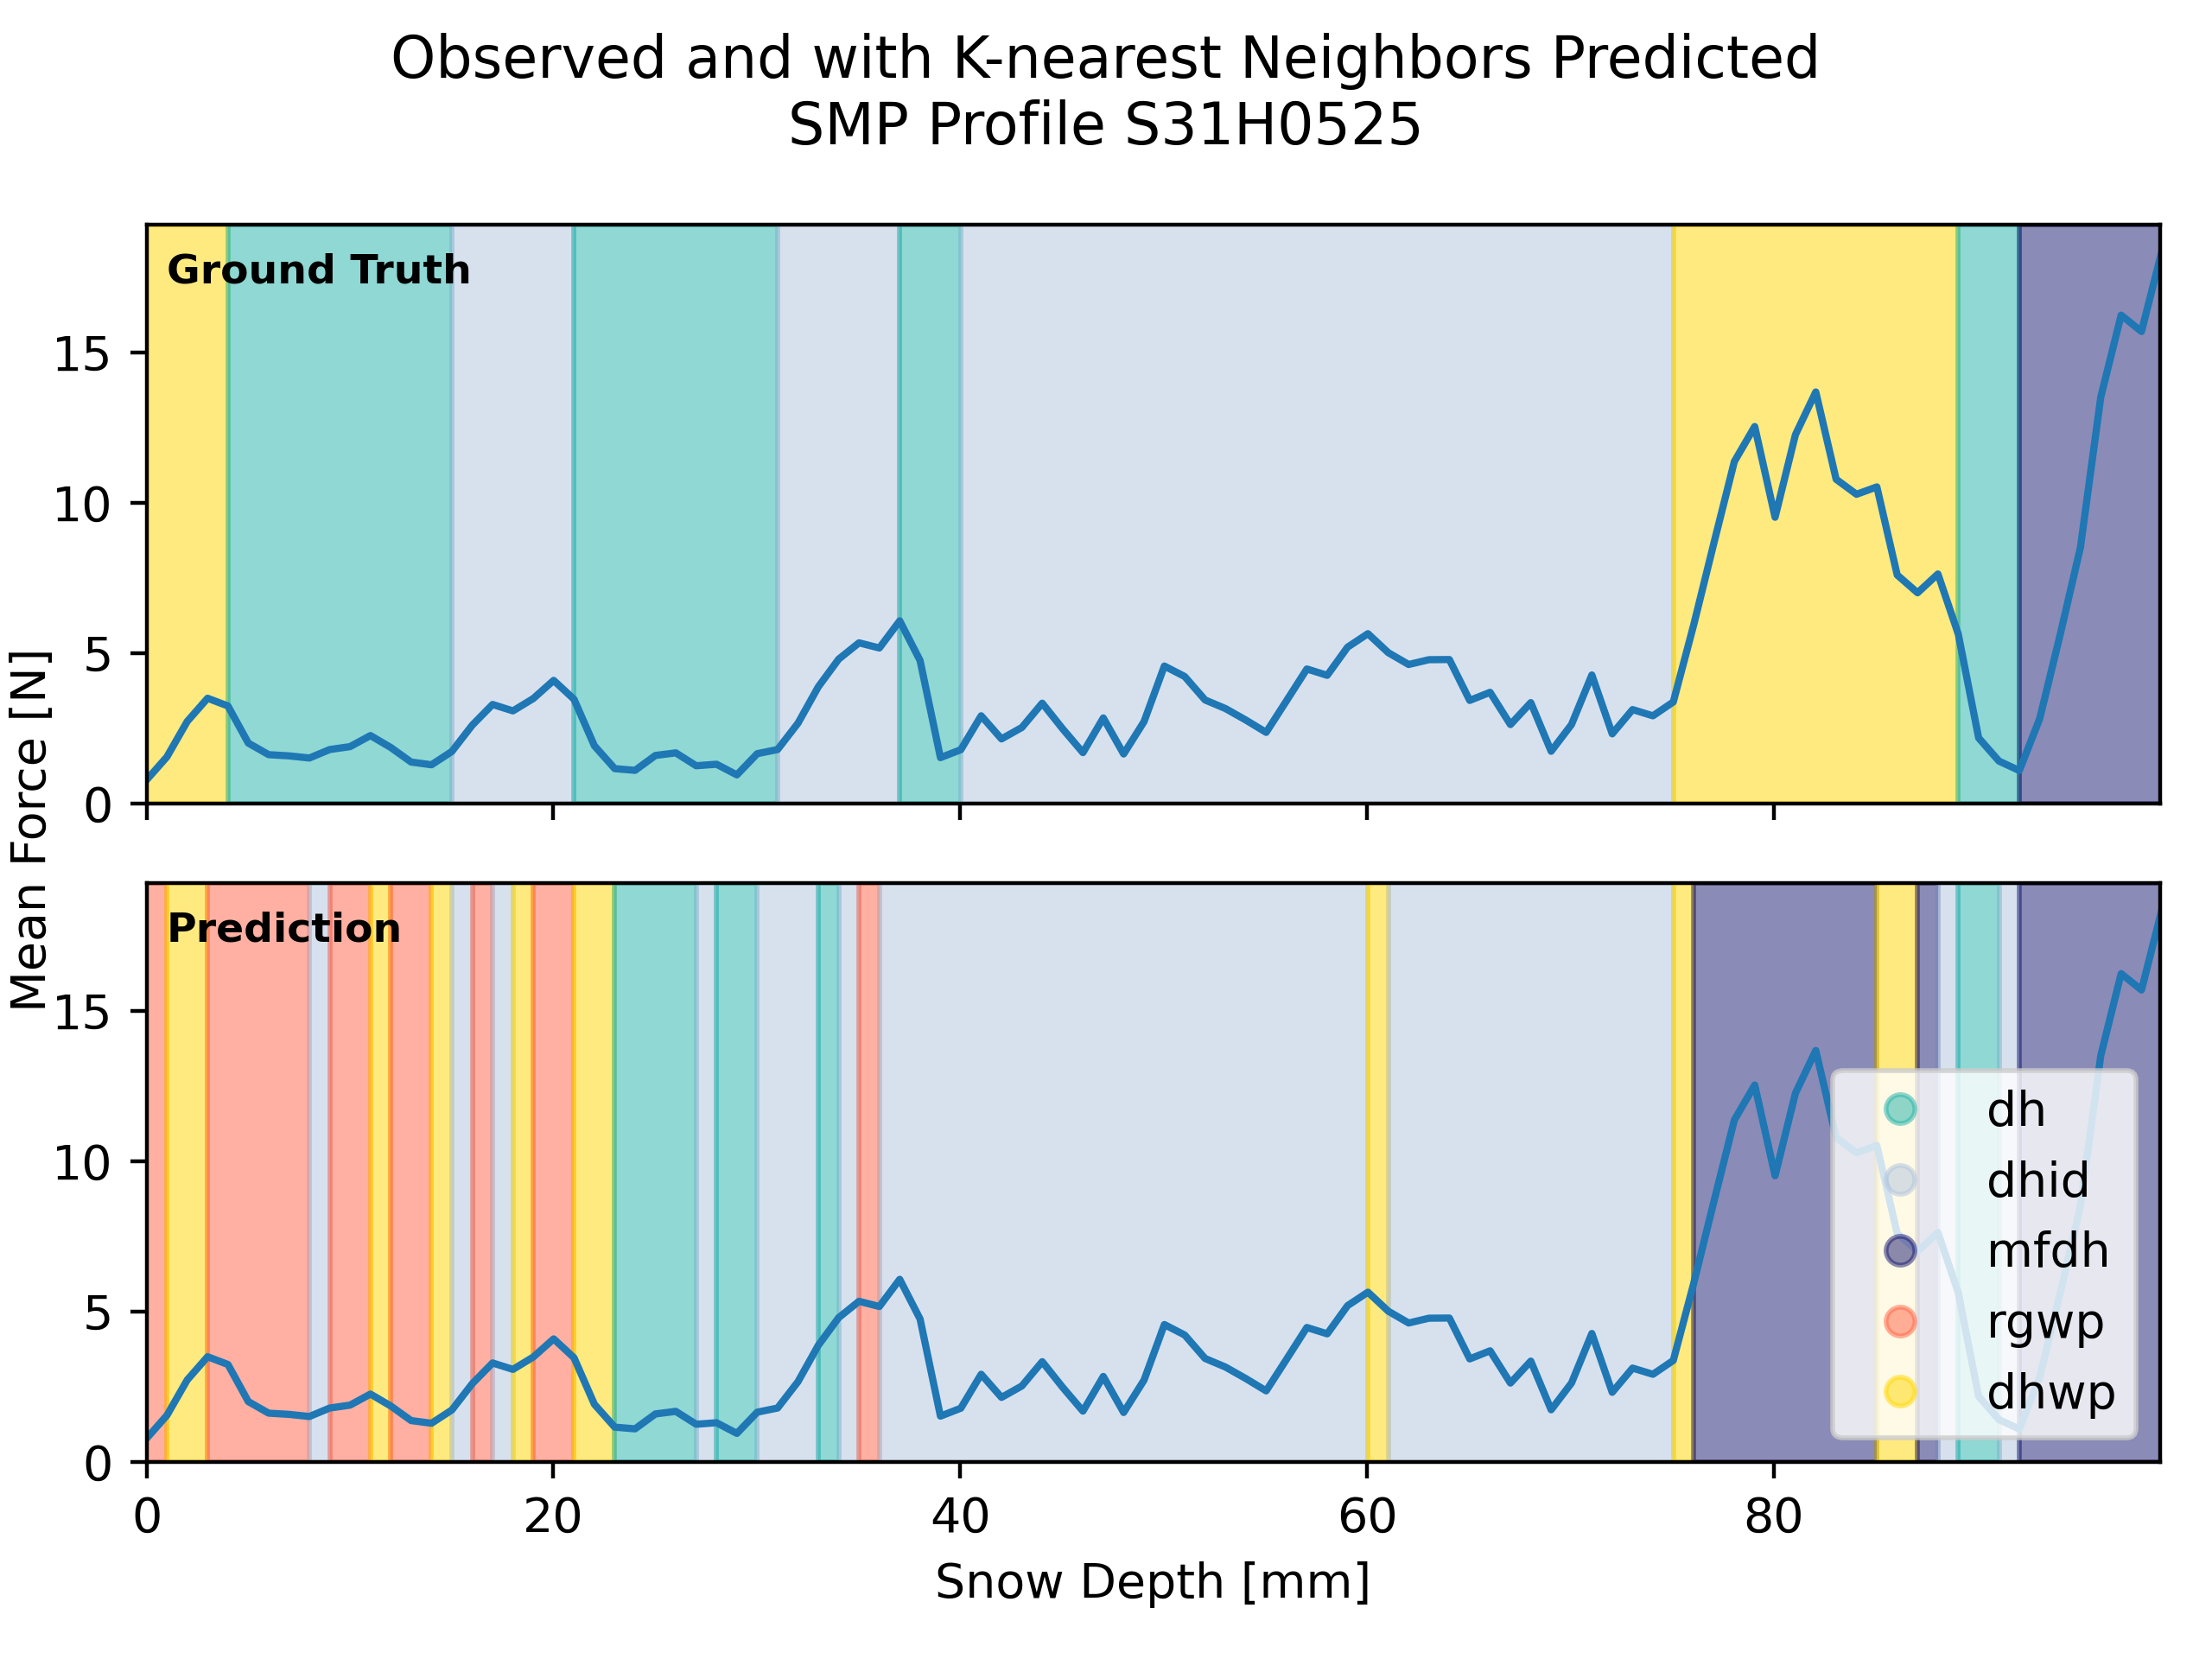 Observed and with K-nearest Neighbors Predicted
SMP Profile S31H0525
Ground Truth
15
10
5
0
Mean Force [N]
Prediction
15
10
5
0
dh
dhid
mfdh
rgwp
dhwp
0 20 40 60 80
Snow Depth [mm]